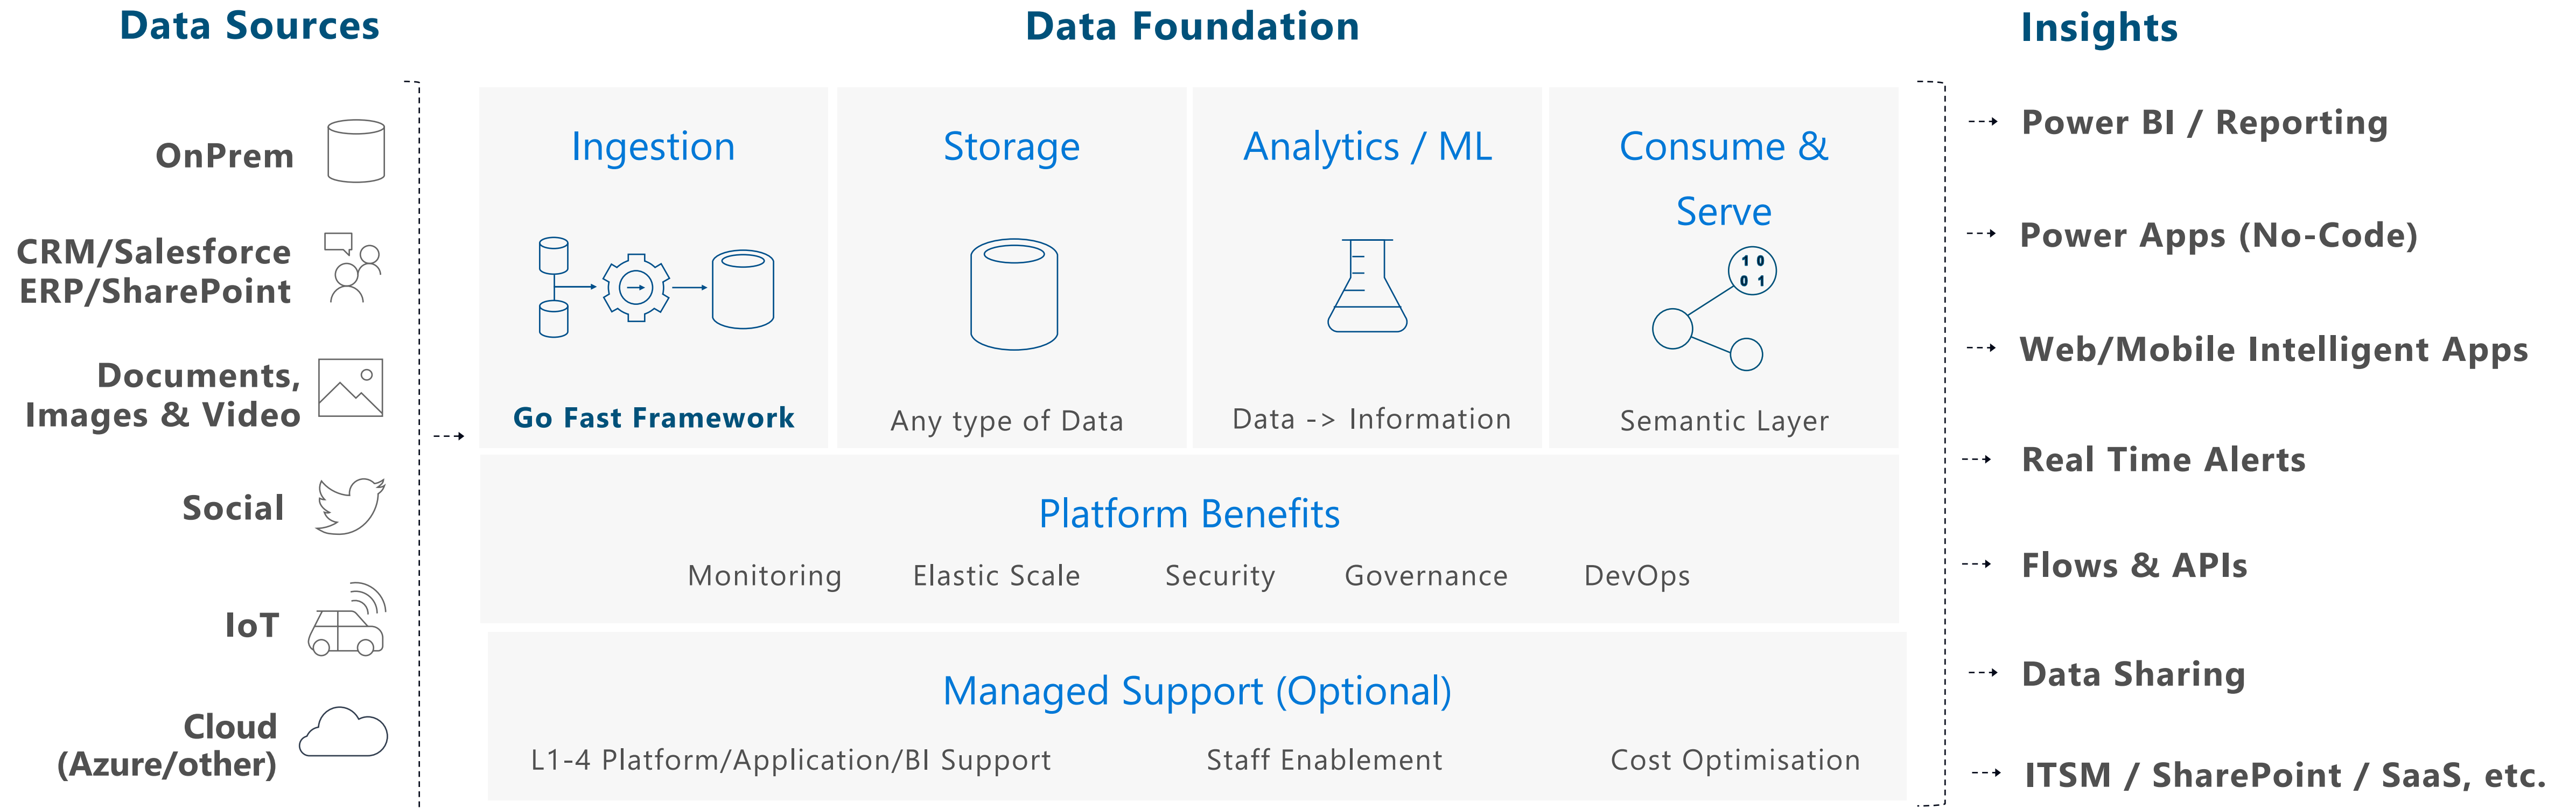 Data Sources
Data Foundation
Insights
OnPrem
CRM/Salesforce
ERP/SharePoint
Documents,
Images & Video
Social
IoT
Cloud
(Azure/other)
Ingestion
Go Fast Framework
Storage
Any type of Data
Analytics / ML
Data -> Information
Consume &
Serve
1 0
0 1
Semantic Layer
Platform Benefits
Monitoring
Elastic Scale
Security
Governance
DevOps
Managed Support (Optional)
L1-4 Platform/Application/BI Support
Staff Enablement
Cost Optimisation
Power BI / Reporting
Power Apps (No-Code)
Web/Mobile Intelligent Apps
Real Time Alerts
Flows & APIs
Data Sharing
ITSM / SharePoint / SaaS, etc.